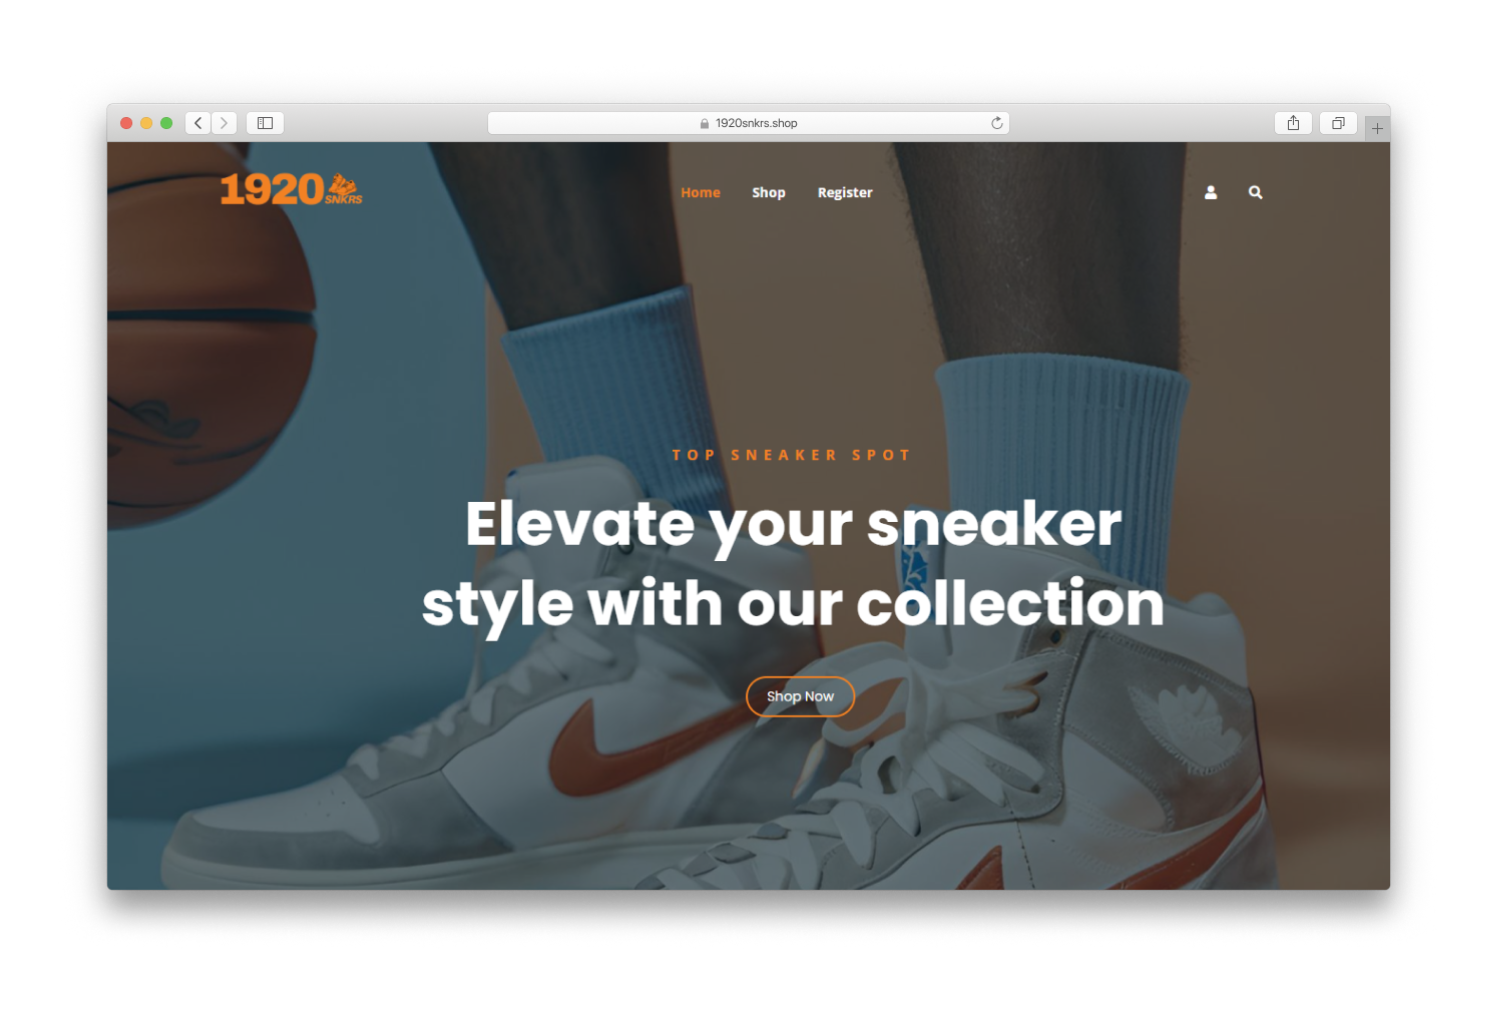 1920snkrs.shop
1920 SNKRS
Home Shop Register
TOP SNEAKER SPOT
Elevate your sneaker
style with our collection
Shop Now